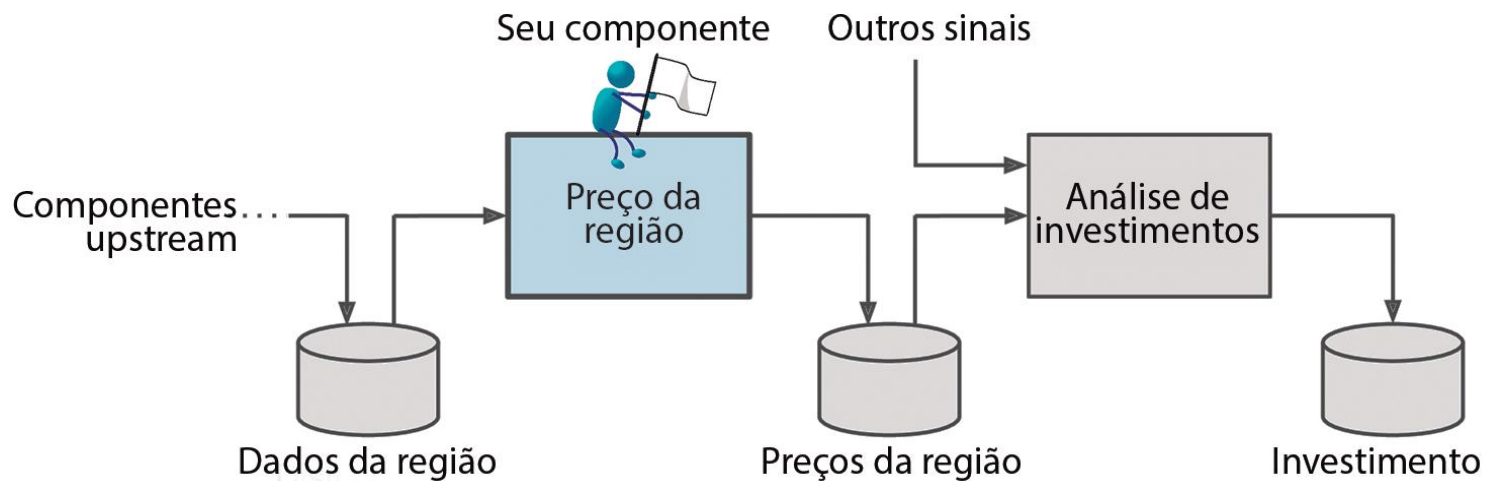 Seu componente
Outros sinais
Componentes....
upstream
Preço da
região
Análise de
investimentos
Dados da região
Preços da região
Investimento